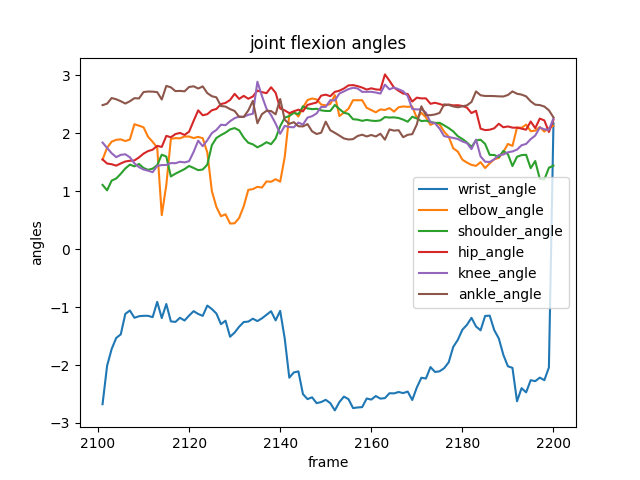 joint flexion angles
3
2
1
0
−1
−2
−3
angles
wrist_angle
elbow_angle
shoulder_angle
hip_angle
knee_angle
ankle_angle
2100 2120 2140 2160 2180 2200
frame